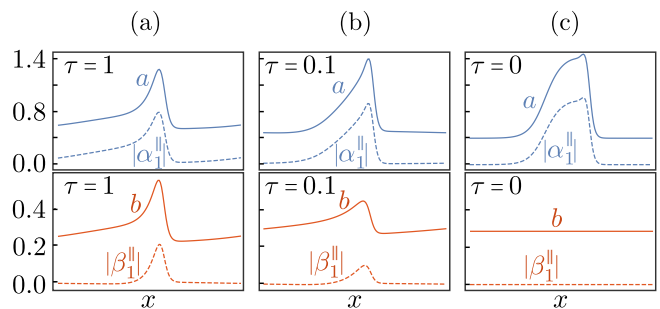 (a) (b) (c)
1.4 τ = 1 τ = 0.1 τ = 0
a a a
0.8
|α₁^∥| |α₁^∥| |α₁^∥|
0.0
τ = 1 τ = 0.1 τ = 0
0.4 b b b
0.2 |β₁^∥| |β₁^∥| |β₁^∥|
0.0
x x x